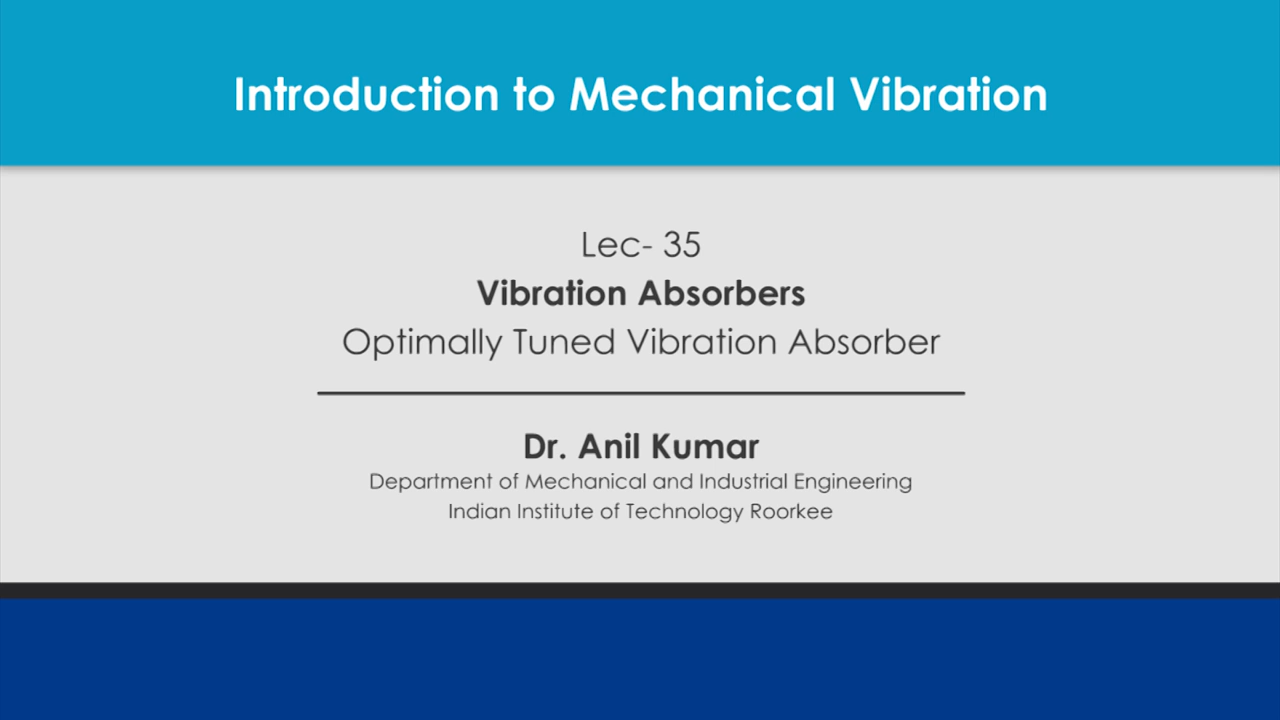 Introduction to Mechanical Vibration
Lec- 35
Vibration Absorbers
Optimally Tuned Vibration Absorber
Dr. Anil Kumar
Department of Mechanical and Industrial Engineering
Indian Institute of Technology Roorkee